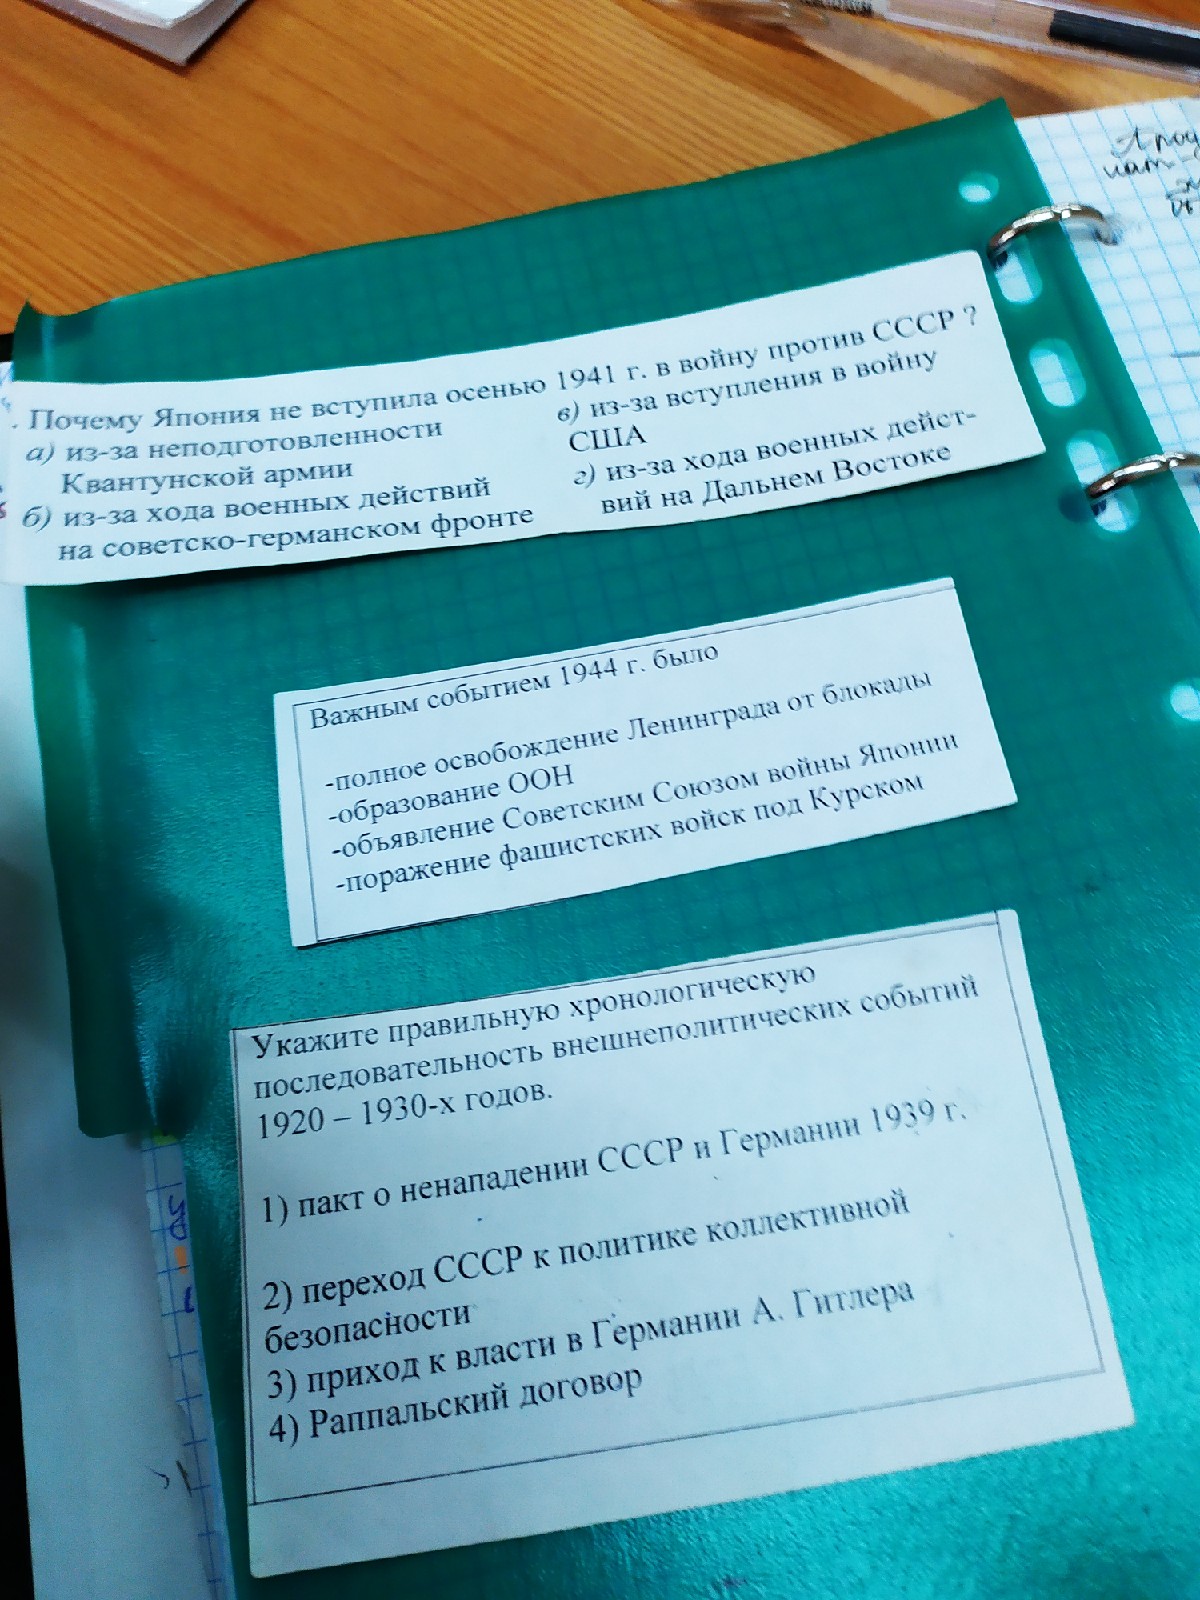 . Почему Япония не вступила осенью 1941 г. в войну против СССР ?
а) из-за неподготовленности
Квантунской армии
б) из-за хода военных действий
на советско-германском фронте
в) из-за вступления в войну
США
г) из-за хода военных дейст-
вий на Дальнем Востоке
Важным событием 1944 г. было
-полное освобождение Ленинграда от блокады
-образование ООН
-объявление Советским Союзом войны Японии
-поражение фашистских войск под Курском
Укажите правильную хронологическую
последовательность внешнеполитических событий
1920 – 1930-х годов.
1) пакт о ненападении СССР и Германии 1939 г.
2) переход СССР к политике коллективной
безопасности
3) приход к власти в Германии А. Гитлера
4) Раппальский договор